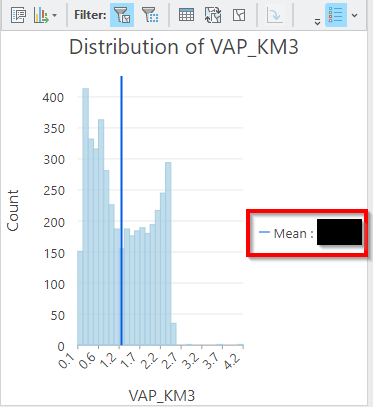 Filter:
Distribution of VAP_KM3
Count
400
350
300
250
200
150
100
50
0
0.1 0.6 1.2 1.7 2.2 2.7 3.2 3.7 4.2
VAP_KM3
Mean :